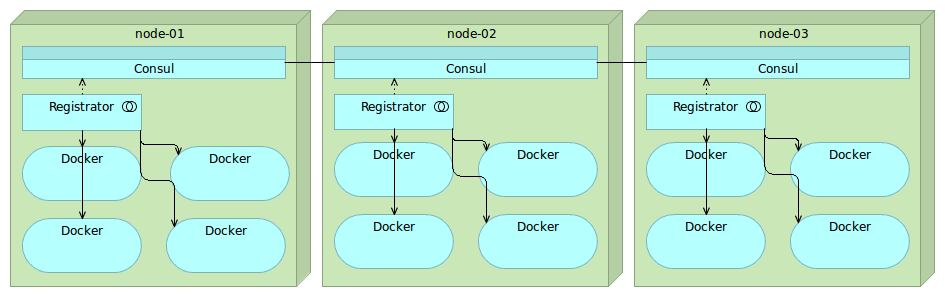 node-01
node-02
node-03
Consul
Consul
Consul
Registrator
Registrator
Registrator
Docker
Docker
Docker
Docker
Docker
Docker
Docker
Docker
Docker
Docker
Docker
Docker